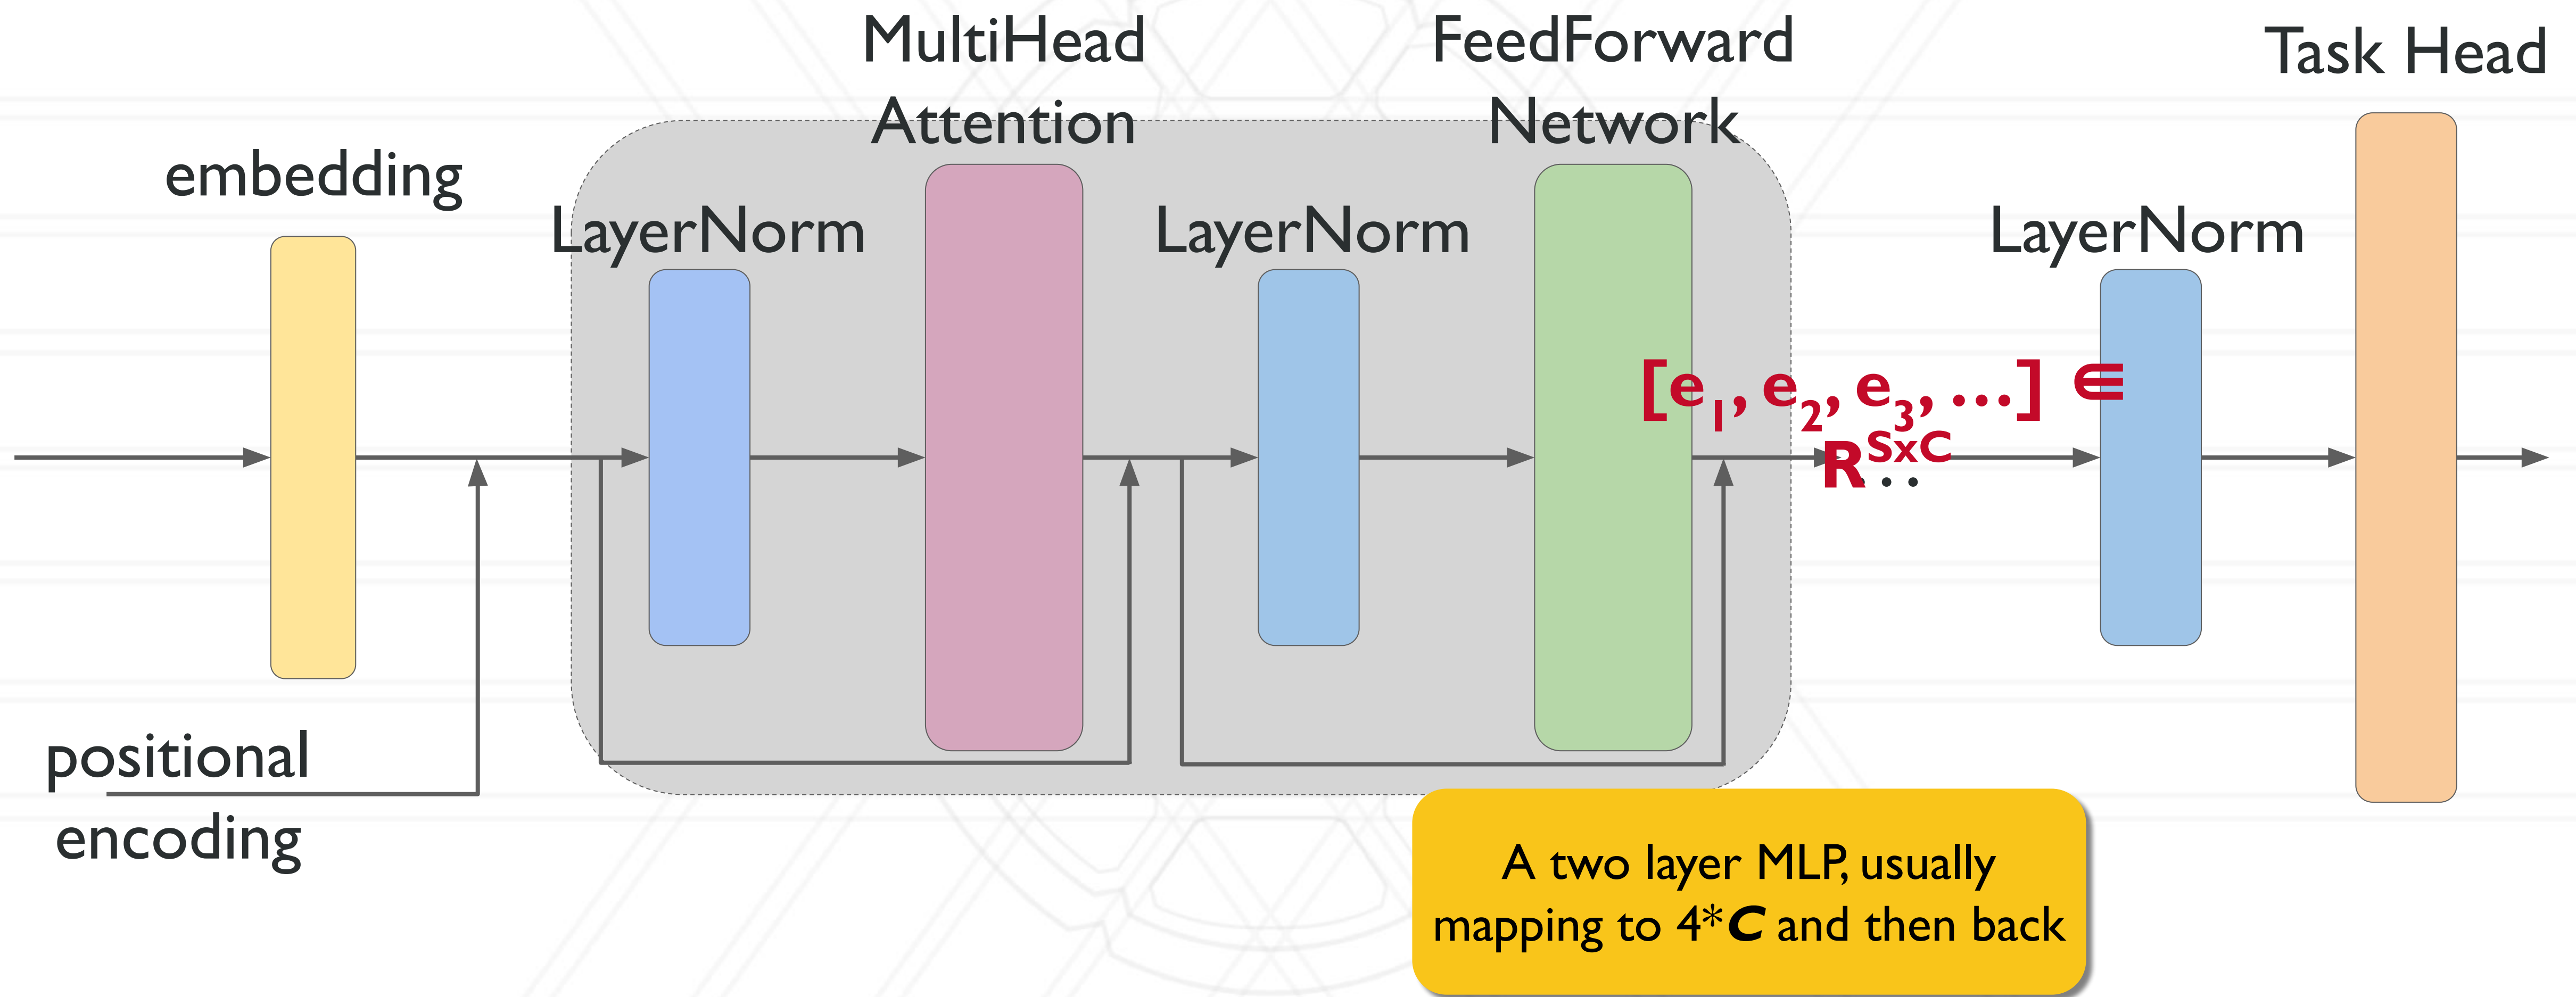 embedding
positional
encoding
LayerNorm
MultiHead
Attention
LayerNorm
FeedForward
Network
[e1, e2, e3, ...] ∈
R^SxC
...
LayerNorm
Task Head
A two layer MLP, usually
mapping to 4*C and then back